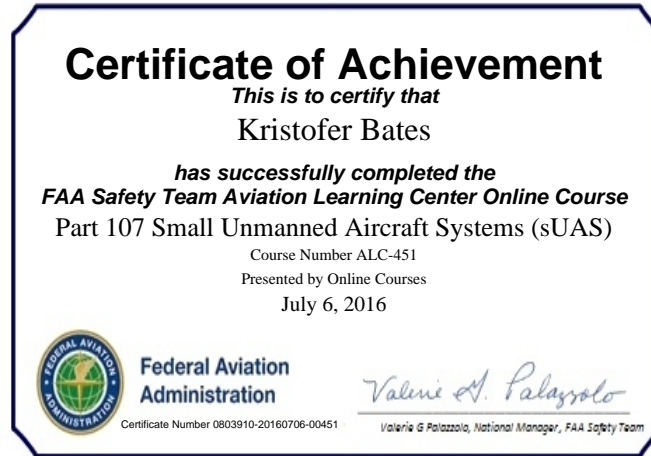 Certificate of Achievement
This is to certify that
Kristofer Bates
has successfully completed the
FAA Safety Team Aviation Learning Center Online Course
Part 107 Small Unmanned Aircraft Systems (sUAS)
Course Number ALC-451
Presented by Online Courses
July 6, 2016
FEDERAL AVIATION
ADMINISTRATION
Federal Aviation
Administration
Certificate Number 0803910-20160706-00451
Valerie G. Palazzolo
Valerie G Palazzolo, National Manager, FAA Safety Team